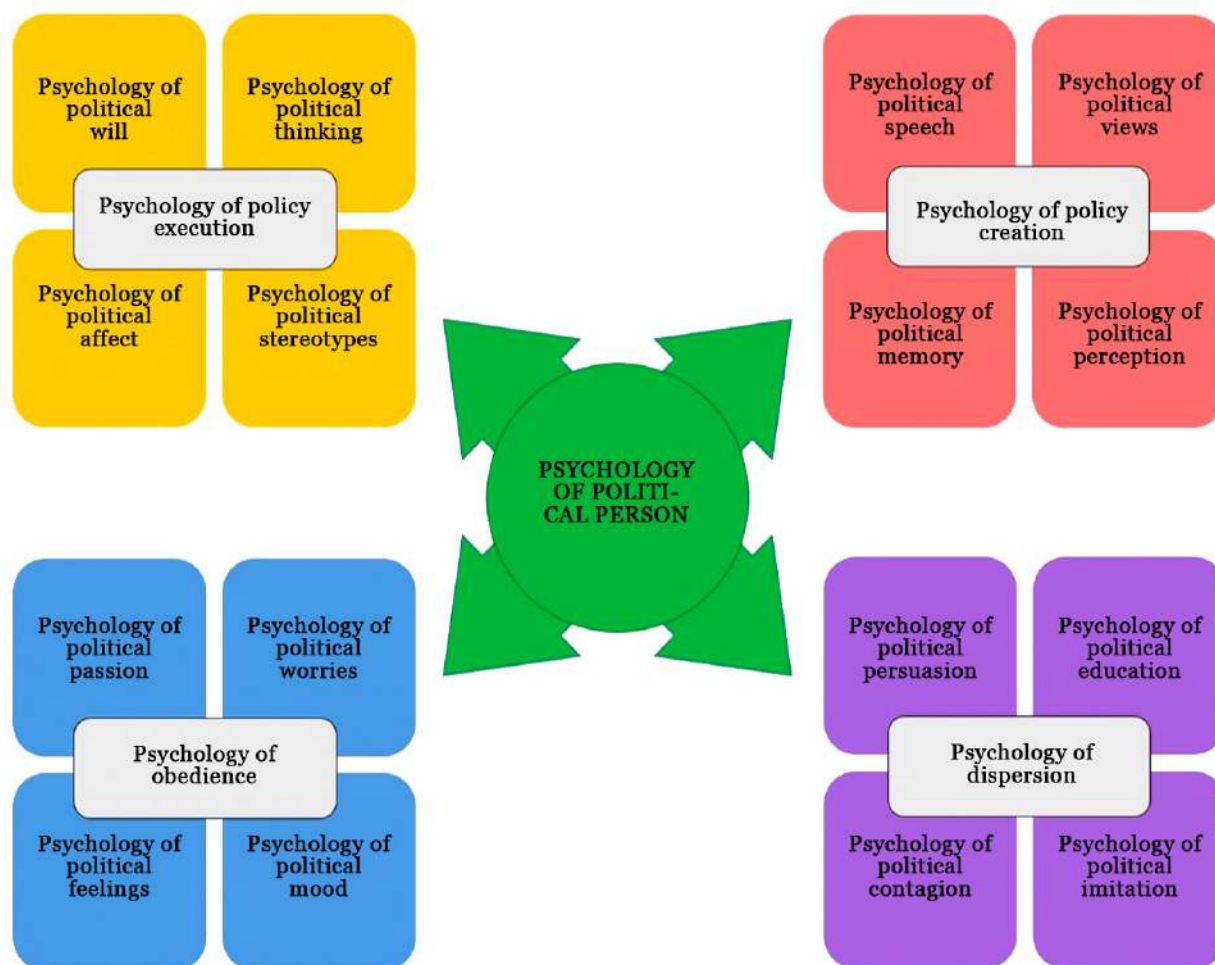 Psychology of
political
will
Psychology of
political
thinking
Psychology of policy
execution
Psychology of
political
affect
Psychology of
political
stereotypes
Psychology of
political
speech
Psychology of
political
views
Psychology of policy
creation
Psychology of
political
memory
Psychology of
political
perception
PSYCHOLOGY
OF POLITI-
CAL PERSON
Psychology of
political
passion
Psychology of
political
worries
Psychology of
obedience
Psychology of
political
feelings
Psychology of
political
mood
Psychology of
political
persuasion
Psychology of
political
education
Psychology of
dispersion
Psychology of
political
contagion
Psychology of
political
imitation